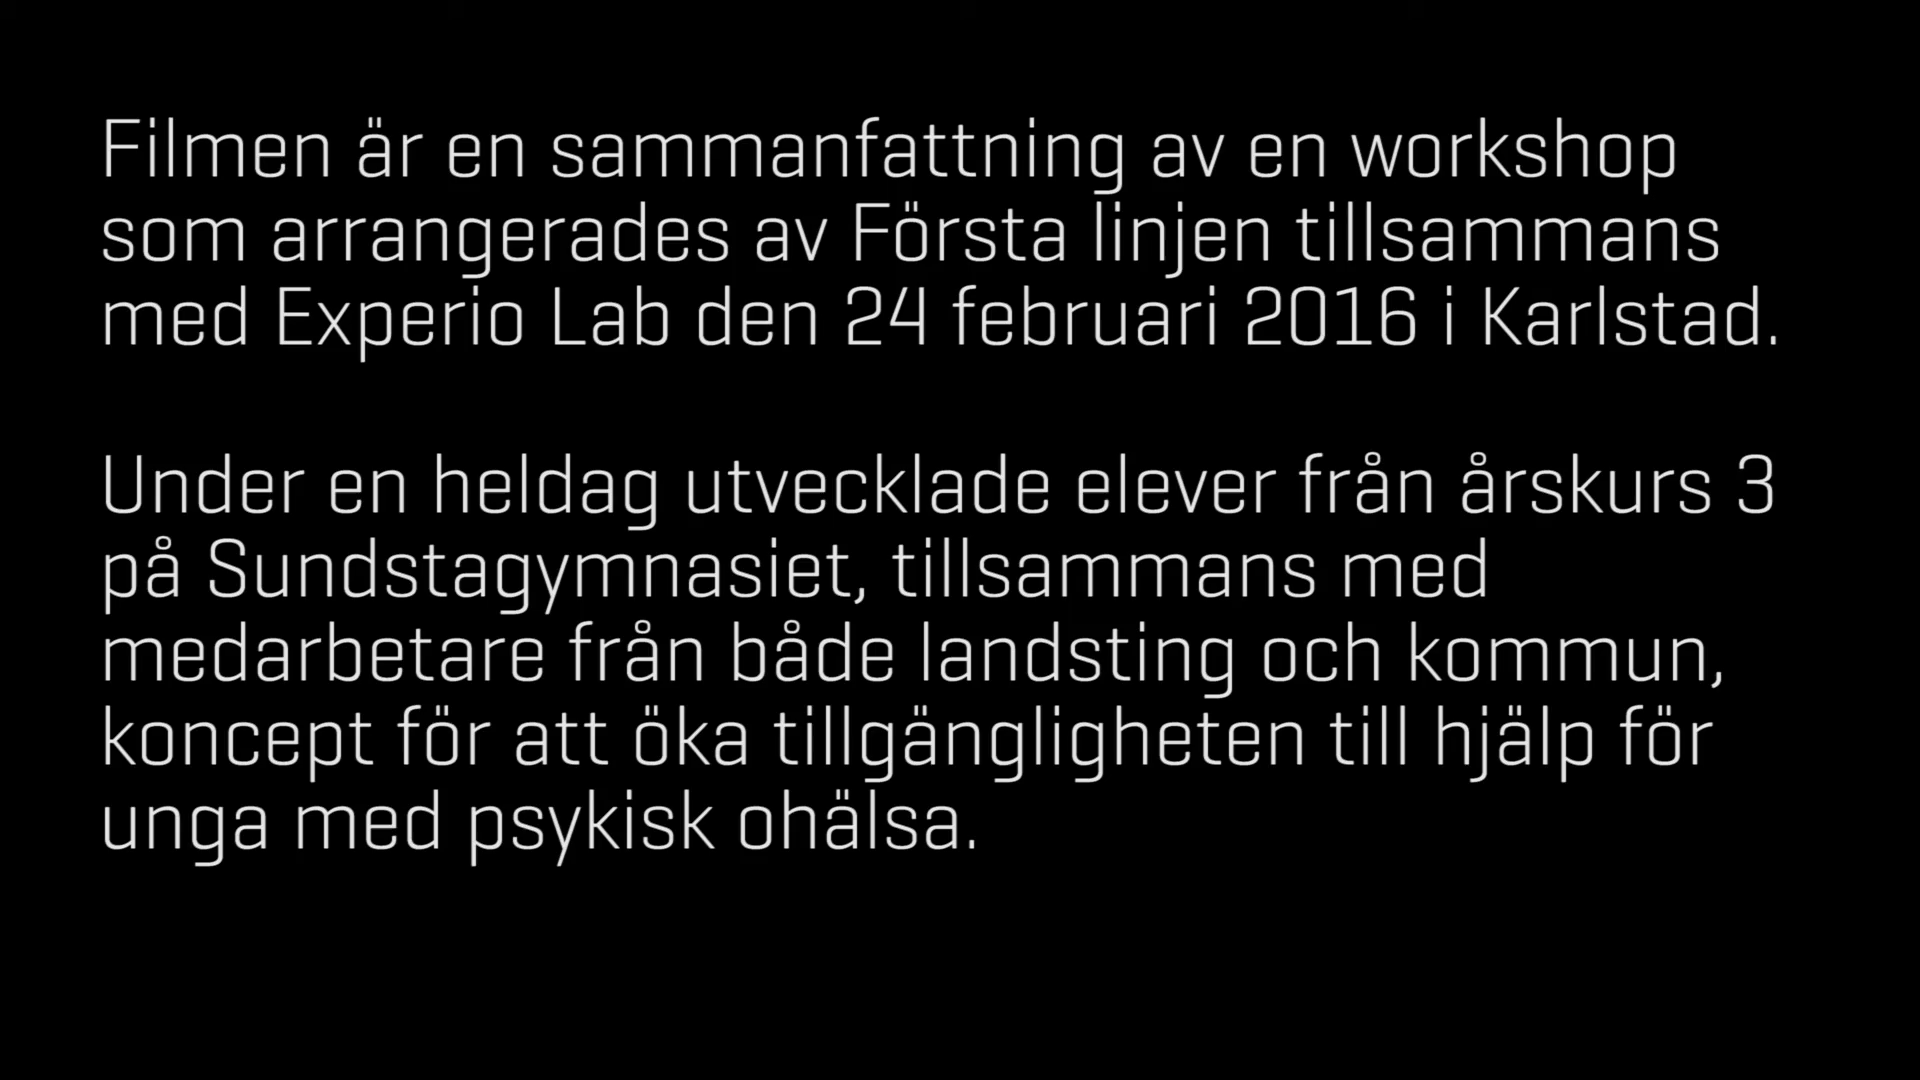 Filmen är en sammanfattning av en workshop
som arrangerades av Första linjen tillsammans
med Experio Lab den 24 februari 2016 i Karlstad.
Under en heldag utvecklade elever från årskurs 3
på Sundstagymnasiet, tillsammans med
medarbetare från både landsting och kommun,
koncept för att öka tillgängligheten till hjälp för
unga med psykisk ohälsa.